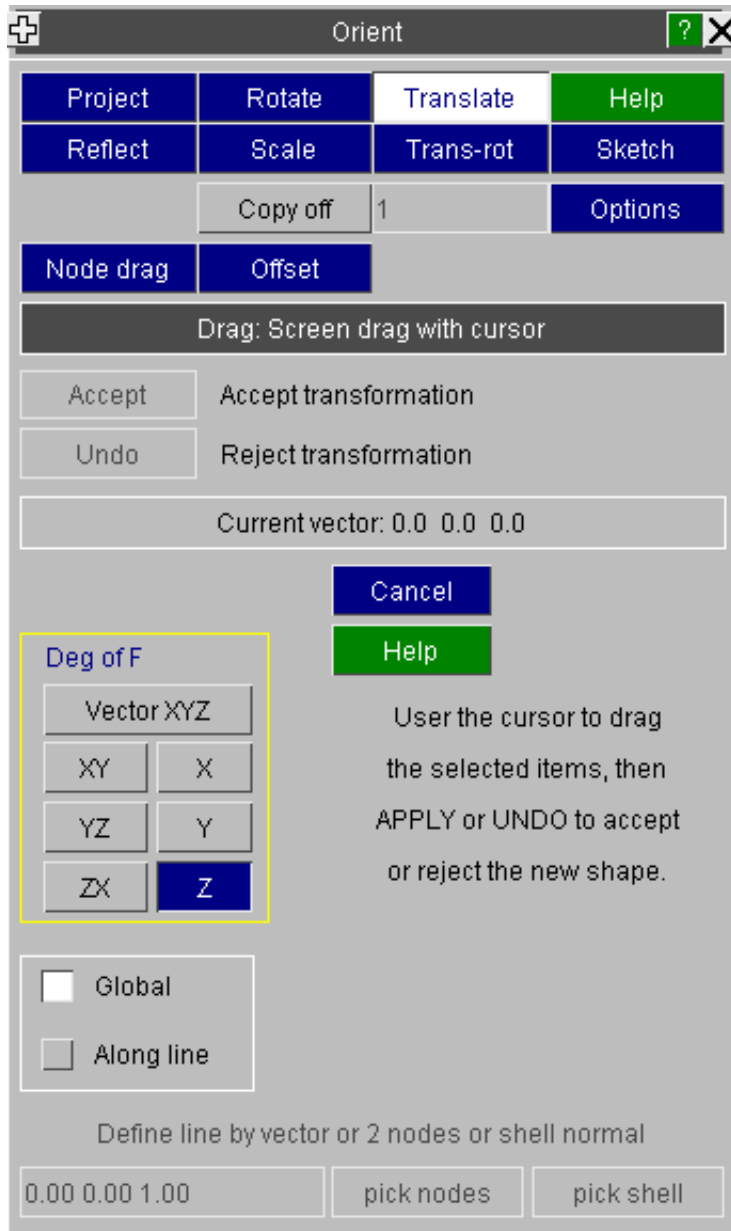 Orient ?
Project Rotate Translate Help
Reflect Scale Trans-rot Sketch
Copy off 1 Options
Node drag Offset
Drag: Screen drag with cursor
Accept Accept transformation
Undo Reject transformation
Current vector: 0.0 0.0 0.0
Cancel
Help
Deg of F
Vector XYZ
XY X
YZ Y
ZX Z
User the cursor to drag
the selected items, then
APPLY or UNDO to accept
or reject the new shape.
Global
Along line
Define line by vector or 2 nodes or shell normal
0.00 0.00 1.00 pick nodes pick shell